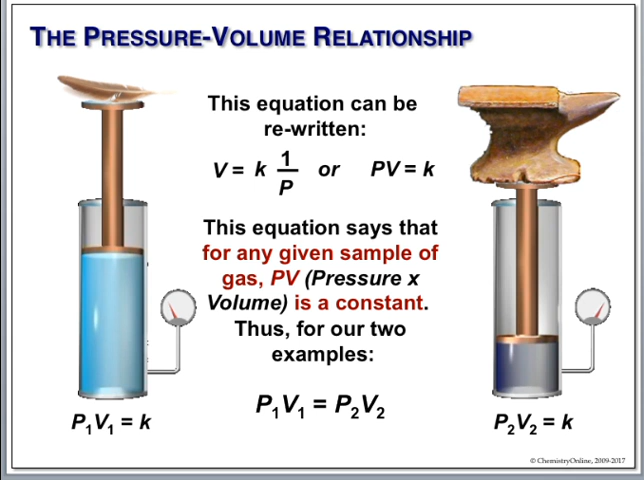 THE PRESSURE-VOLUME RELATIONSHIP
This equation can be
re-written:
V = k 1/P or PV = k
This equation says that
for any given sample of
gas, PV (Pressure x
Volume) is a constant.
Thus, for our two
examples:
P₁V₁ = P₂V₂
P₁V₁ = k
P₂V₂ = k
© ChemistryOnline, 2009-2017